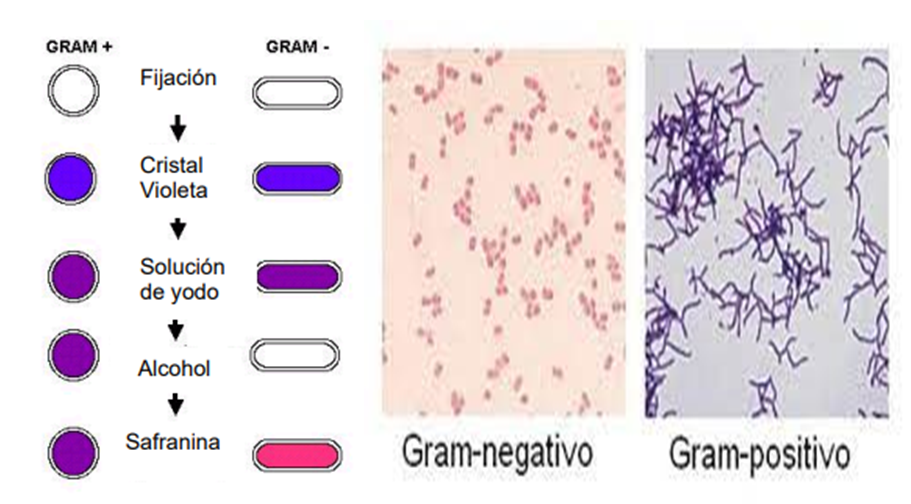 GRAM +
GRAM -
Fijación
Cristal
Violeta
Solución
de yodo
Alcohol
Safranina
Gram-negativo
Gram-positivo